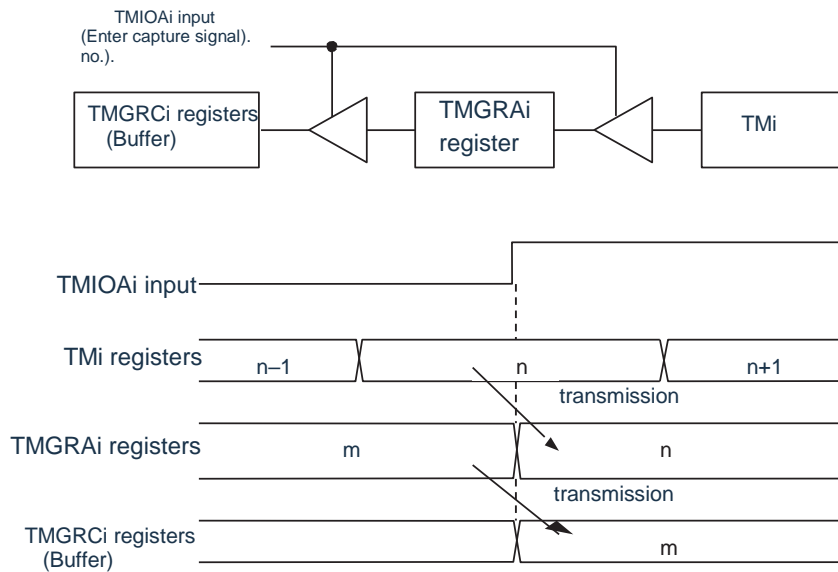 TMIOAi input
(Enter capture signal).
no.).
TMGRCi registers
(Buffer)
TMGRAi
register
TMi
TMIOAi input
TMi registers
n–1
n
n+1
transmission
TMGRAi registers
m
n
transmission
TMGRCi registers
(Buffer)
m